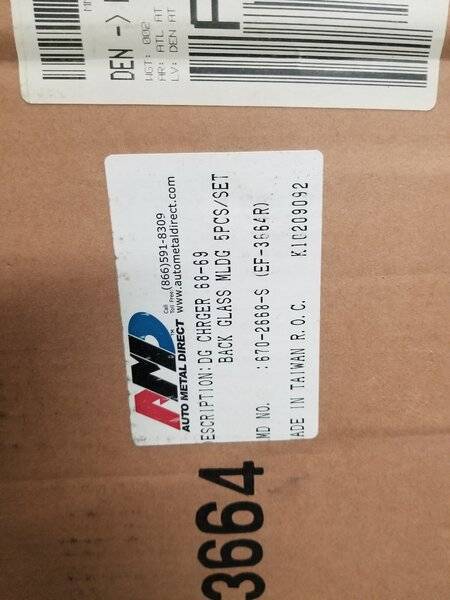 DEN ->
WGT: 002
AR: ATL AT
LV: DEN AT
AMD
AUTO METAL DIRECT™
Call
Toll Free!
(866)591-8309
www.autometaldirect.com
ESCRIPTION:DG CHRGER 68-69
BACK GLASS MLDG 5PCS/SET
MD NO. :670-2668-S (EF-3664R)
ADE IN TAIWAN R.O.C. K10209092
3664